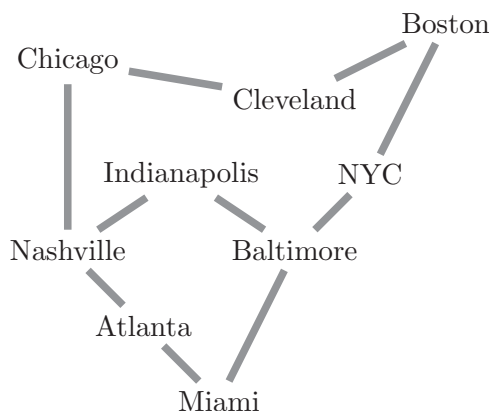 Boston
Chicago
Cleveland
Indianapolis
NYC
Nashville
Baltimore
Atlanta
Miami